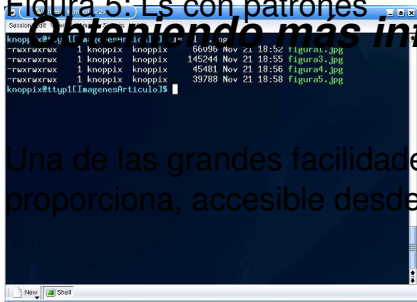 Figura 5: Ls con patrones
Obteniendo más in
Session Edit
-rwxrwxrwx 1 knoppix knoppix 66096 Nov 21 18:52 figura1.jpg
-rwxrwxrwx 1 knoppix knoppix 145244 Nov 21 18:55 figura3.jpg
-rwxrwxrwx 1 knoppix knoppix 45481 Nov 21 18:56 figura4.jpg
-rwxrwxrwx 1 knoppix knoppix 39788 Nov 21 18:58 figura5.jpg
knoppix@ttyp1[ImagenesArticulo]$
Una de las grandes facilidade
proporciona, accesible desde
New Shell